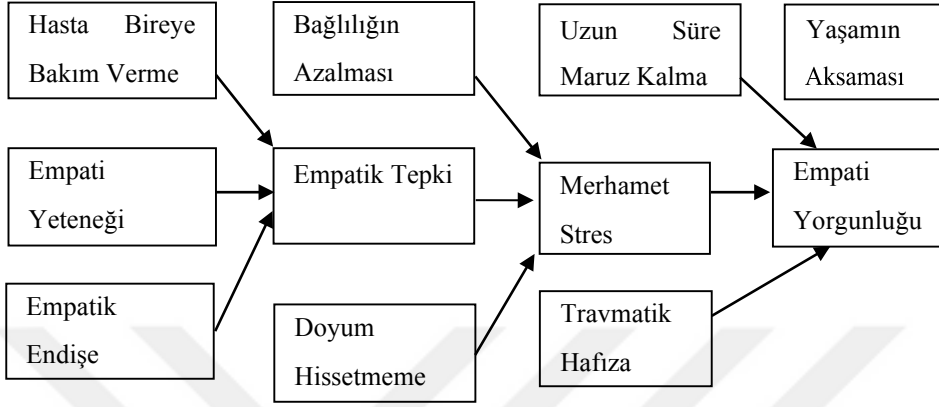 Hasta Bireye
Bakım Verme
Bağlılığın
Azalması
Uzun Süre
Maruz Kalma
Yaşamın
Aksaması
Empati
Yeteneği
Empatik Tepki
Merhamet
Stres
Empati
Yorgunluğu
Empatik
Endişe
Doyum
Hissetmeme
Travmatik
Hafıza